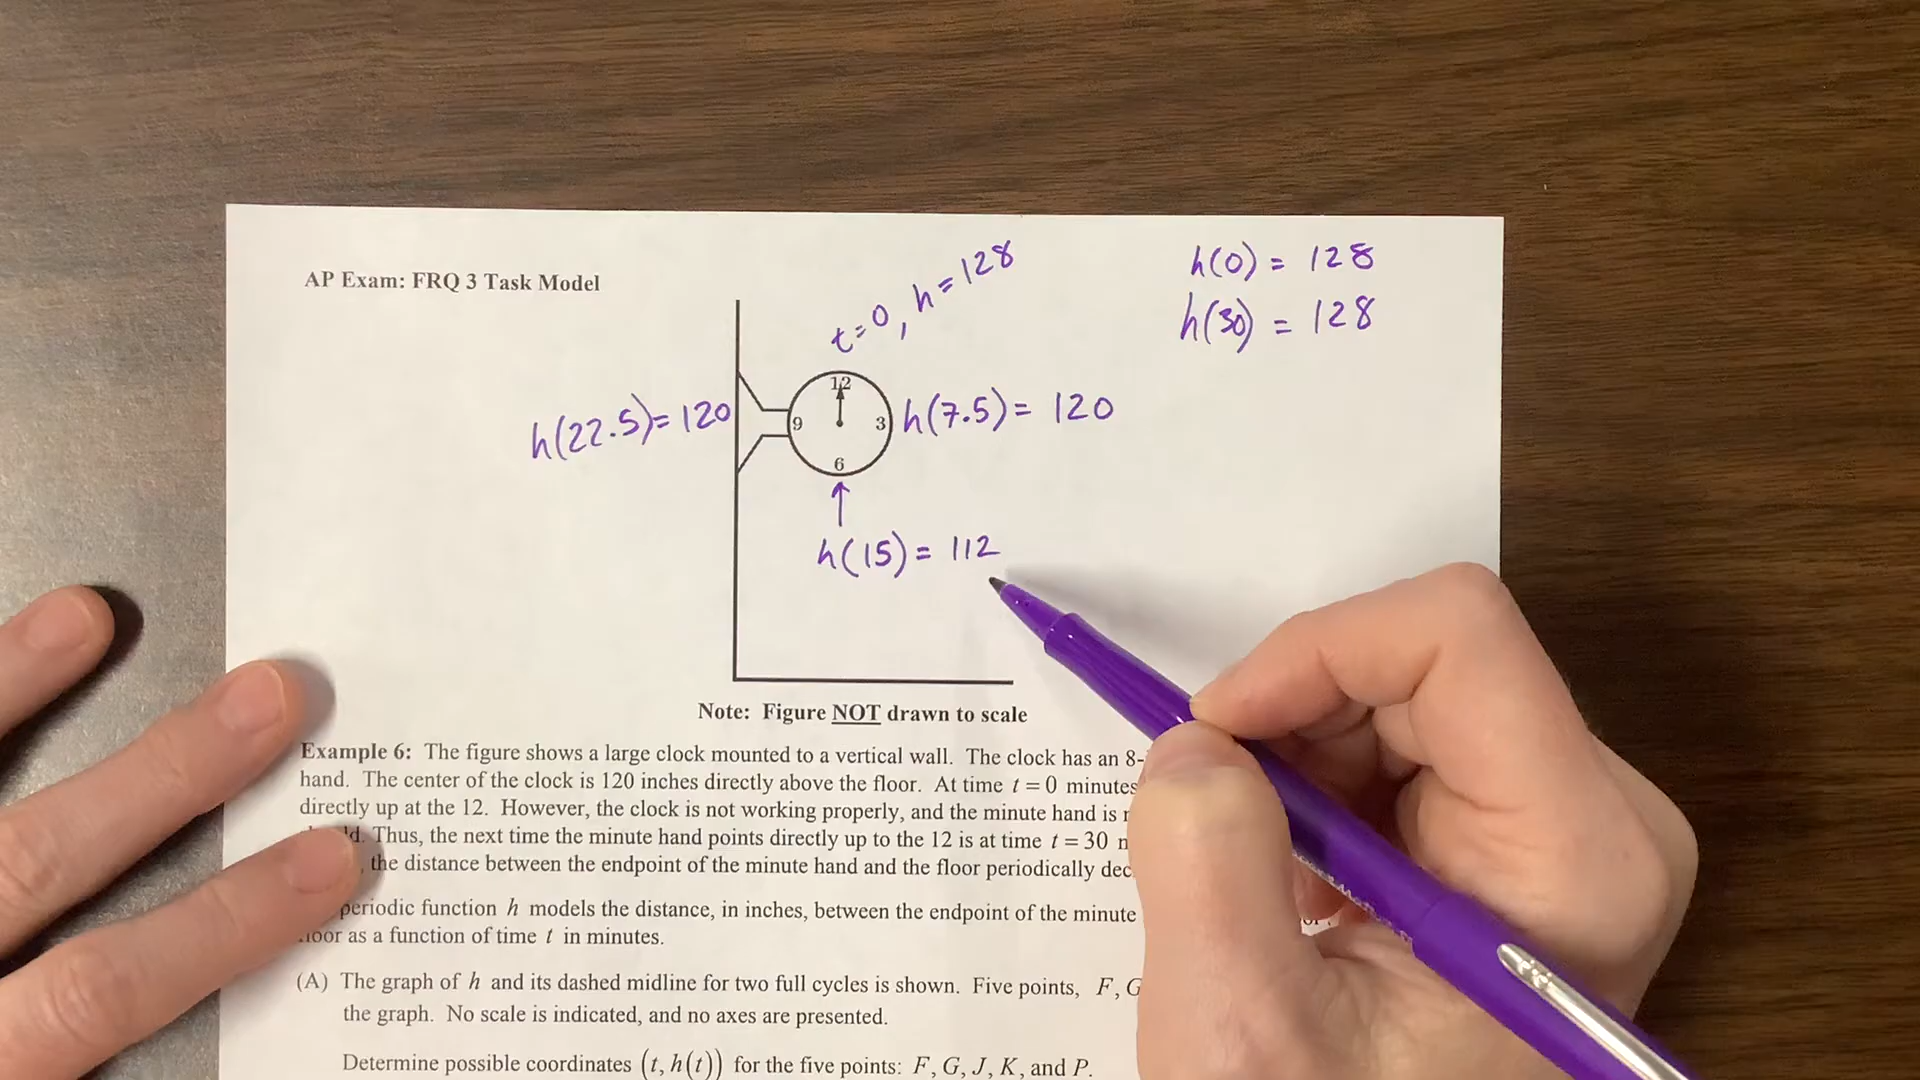 h(0) = 128
AP Exam: FRQ 3 Task Model
t=0, h=128
h(30) = 128
12
h(22.5)=120
9
3
h(7.5)= 120
6
h(15)= 112
Note: Figure NOT drawn to scale
Example 6: The figure shows a large clock mounted to a vertical wall. The clock has an 8-
hand. The center of the clock is 120 inches directly above the floor. At time t = 0 minutes
directly up at the 12. However, the clock is not working properly, and the minute hand is
Thus, the next time the minute hand points directly up to the 12 is at time t = 30
the distance between the endpoint of the minute hand and the floor periodically dec
periodic function h models the distance, in inches, between the endpoint of the minute
as a function of time t in minutes.
(A) The graph of h and its dashed midline for two full cycles is shown. Five points, F, G
the graph. No scale is indicated, and no axes are presented.
Determine possible coordinates (t, h(t)) for the five points: F, G, J, K, and P.